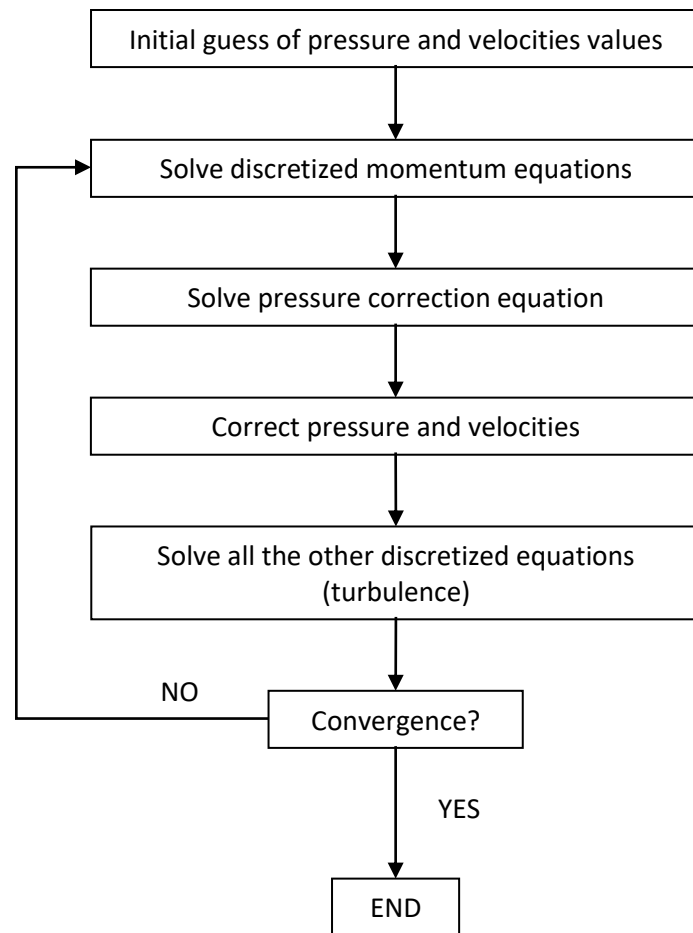 Initial guess of pressure and velocities values
Solve discretized momentum equations
Solve pressure correction equation
Correct pressure and velocities
Solve all the other discretized equations
(turbulence)
NO
Convergence?
YES
END